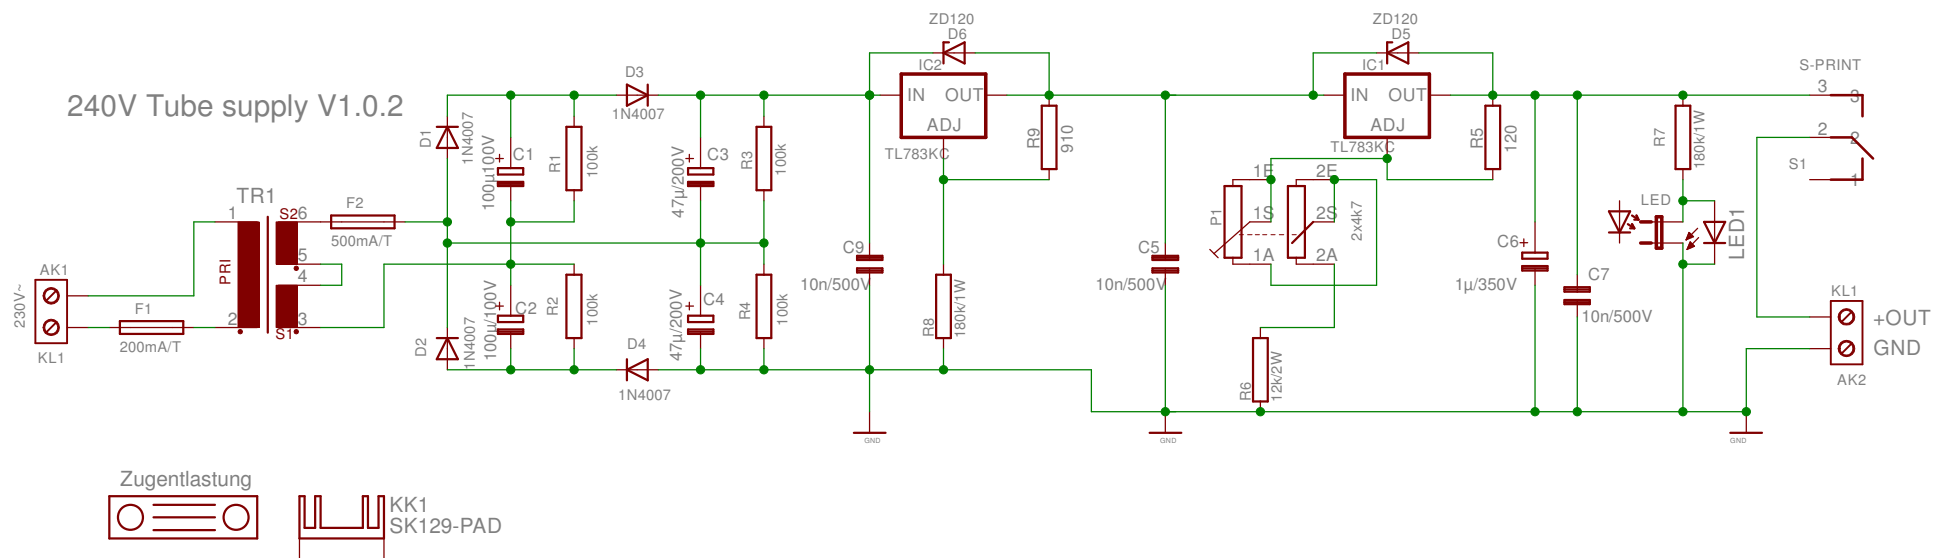 240V Tube supply V1.0.2
ZD120
D6
ZD120
D5
IC2
IN OUT
ADJ
TL783KC
IC1
IN OUT
ADJ
TL783KC
S-PRINT
3
3
2
2
1
S1
D3
1N4007
D1
1N4007
C1
100µ100V
R1
100k
C3
47µ/200V
R3
100k
R9
910
R5
120
R7
180k/1W
TR1
1
2
PRI
S2
6
5
4
3
S1
F2
500mA/T
AK1
230V~
KL1
F1
200mA/T
D2
1N4007
C2
100µ/100V
R2
100k
D4
1N4007
C4
47µ/200V
R4
100k
C9
10n/500V
R8
180k/1W
C5
10n/500V
P1
1E
1S
1A
2E
2S
2A
2x4k7
R6
12k/2W
C6
1µ/350V
C7
10n/500V
LED
LED1
KL1
+OUT
GND
AK2
GND
GND
GND
Zugentlastung
KK1
SK129-PAD